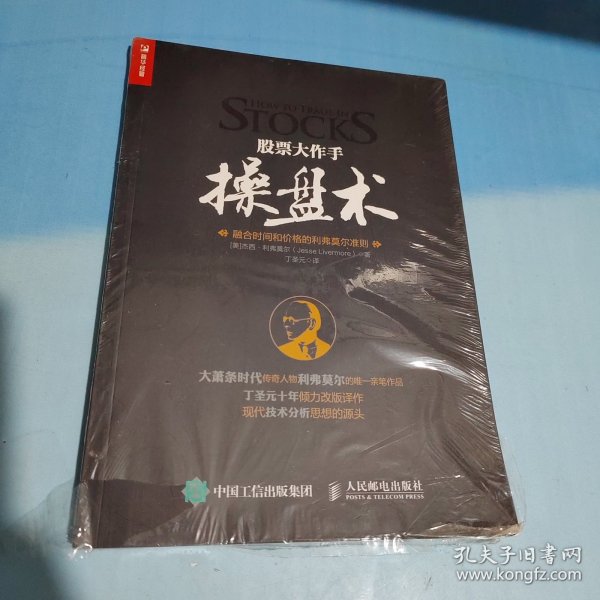 普华经管
HOW TO TRADE IN
STOCKS
股票大作手
操盘术
融合时间和价格的利弗莫尔准则
[美]杰西·利弗莫尔（Jesse Livermore）◎著
丁圣元◎译
大萧条时代传奇人物利弗莫尔的唯一亲笔作品
丁圣元十年倾力改版译作
现代技术分析思想的源头
中国工信出版集团
人民邮电出版社
POSTS & TELECOM PRESS
孔夫子旧书网
www.kongfz.com